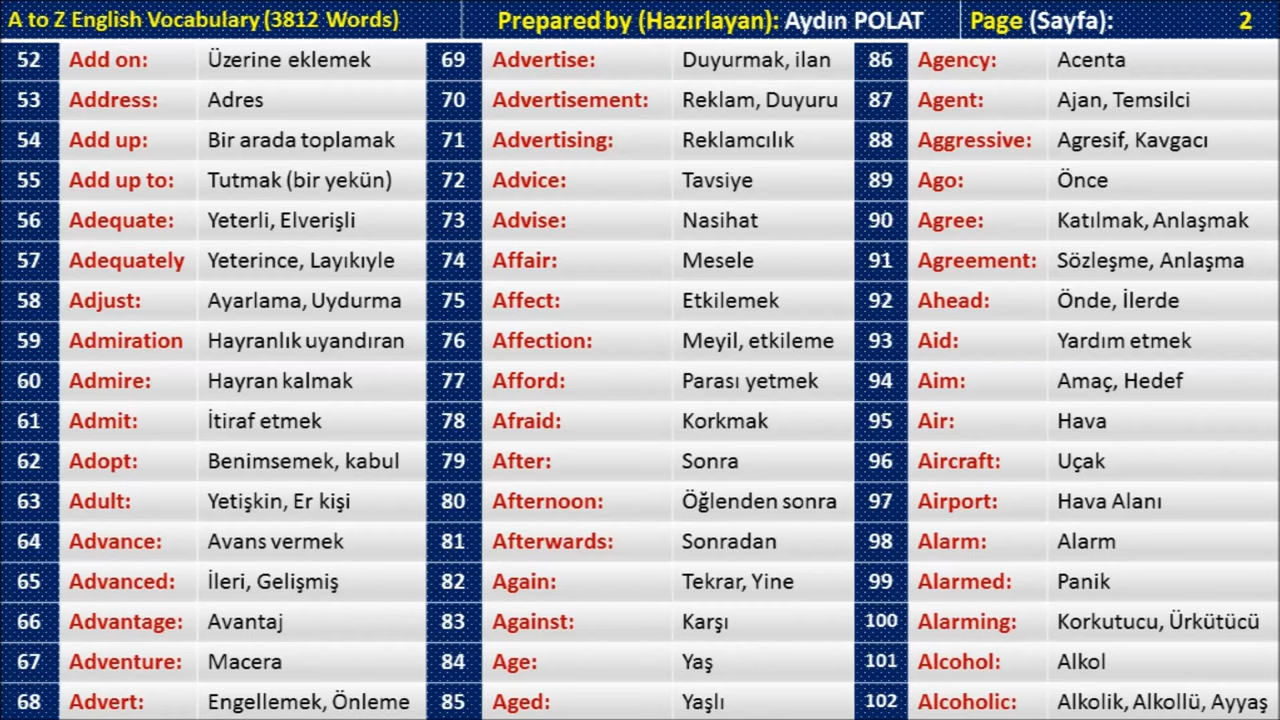 A to Z English Vocabulary (3812 Words) Prepared by (Hazırlayan): Aydın POLAT Page (Sayfa): 2
52 Add on: Üzerine eklemek 69 Advertise: Duyurmak, ilan 86 Agency: Acenta
53 Address: Adres 70 Advertisement: Reklam, Duyuru 87 Agent: Ajan, Temsilci
54 Add up: Bir arada toplamak 71 Advertising: Reklamcılık 88 Aggressive: Agresif, Kavgacı
55 Add up to: Tutmak (bir yekün) 72 Advice: Tavsiye 89 Ago: Önce
56 Adequate: Yeterli, Elverişli 73 Advise: Nasihat 90 Agree: Katılmak, Anlaşmak
57 Adequately Yeterince, Layıkıyle 74 Affair: Mesele 91 Agreement: Sözleşme, Anlaşma
58 Adjust: Ayarlama, Uydurma 75 Affect: Etkilemek 92 Ahead: Önde, İlerde
59 Admiration Hayranlık uyandıran 76 Affection: Meyil, etkileme 93 Aid: Yardım etmek
60 Admire: Hayran kalmak 77 Afford: Parası yetmek 94 Aim: Amaç, Hedef
61 Admit: İtiraf etmek 78 Afraid: Korkmak 95 Air: Hava
62 Adopt: Benimsemek, kabul 79 After: Sonra 96 Aircraft: Uçak
63 Adult: Yetişkin, Er kişi 80 Afternoon: Öğlenden sonra 97 Airport: Hava Alanı
64 Advance: Avans vermek 81 Afterwards: Sonradan 98 Alarm: Alarm
65 Advanced: İleri, Gelişmiş 82 Again: Tekrar, Yine 99 Alarmed: Panik
66 Advantage: Avantaj 83 Against: Karşı 100 Alarming: Korkutucu, Ürkütücü
67 Adventure: Macera 84 Age: Yaş 101 Alcohol: Alkol
68 Advert: Engellemek, Önleme 85 Aged: Yaşlı 102 Alcoholic: Alkolik, Alkollü, Ayyaş